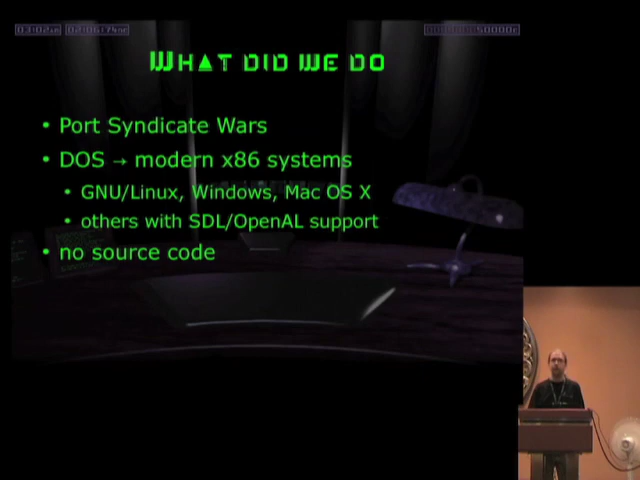 What did we do
• Port Syndicate Wars
• DOS → modern x86 systems
• GNU/Linux, Windows, Mac OS X
• others with SDL/OpenAL support
• no source code